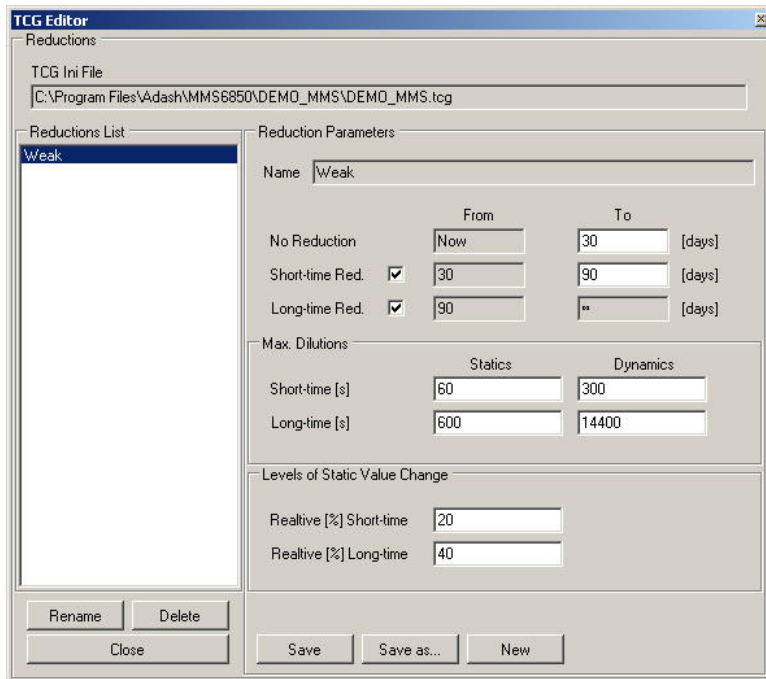 TCG Editor
Reductions
TCG Ini File
C:\Program Files\Adash\MMS6850\DEMO_MMS\DEMO_MMS.tcg
Reductions List
Weak
Rename Delete
Close
Reduction Parameters
Name Weak
From To
No Reduction Now 30 [days]
Short-time Red. 30 90 [days]
Long-time Red. 90 ∞ [days]
Max. Dilutions
Statics Dynamics
Short-time [s] 60 300
Long-time [s] 600 14400
Levels of Static Value Change
Realtive [%] Short-time 20
Realtive [%] Long-time 40
Save Save as... New